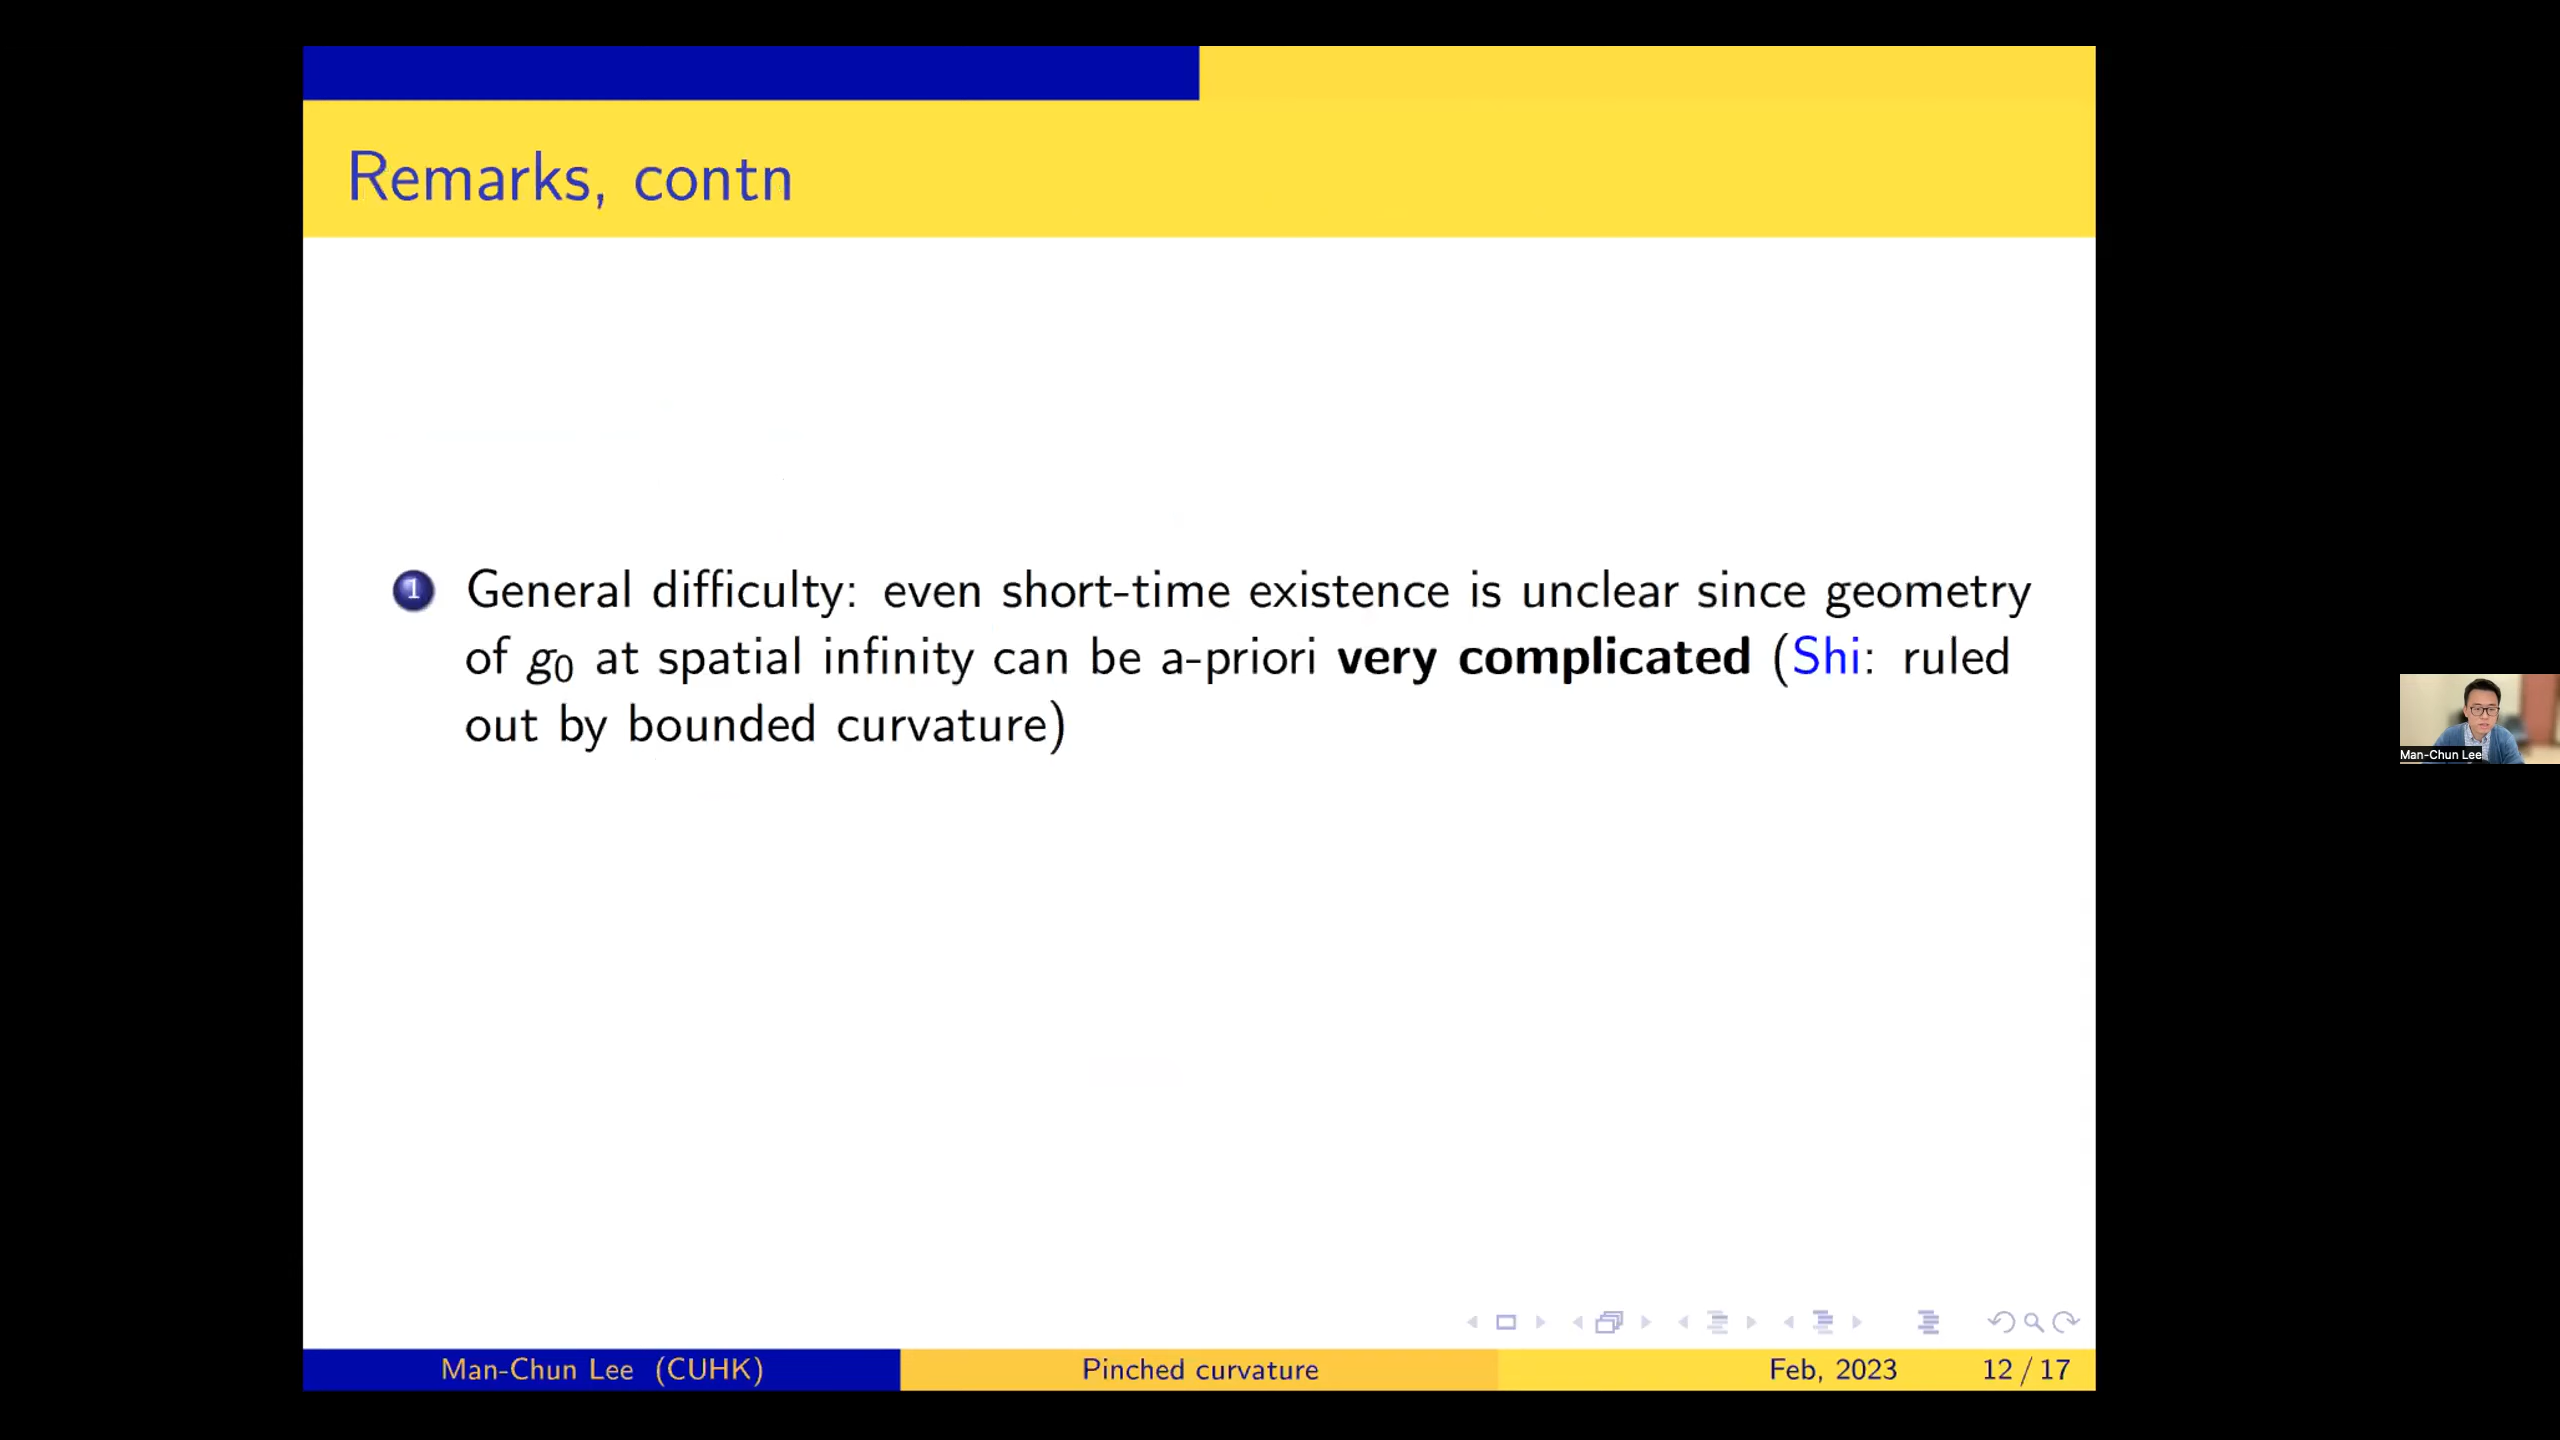 Remarks, contn
1 General difficulty: even short-time existence is unclear since geometry
of g₀ at spatial infinity can be a-priori very complicated (Shi: ruled
out by bounded curvature)
Man-Chun Lee
Man-Chun Lee (CUHK) Pinched curvature Feb, 2023 12 / 17